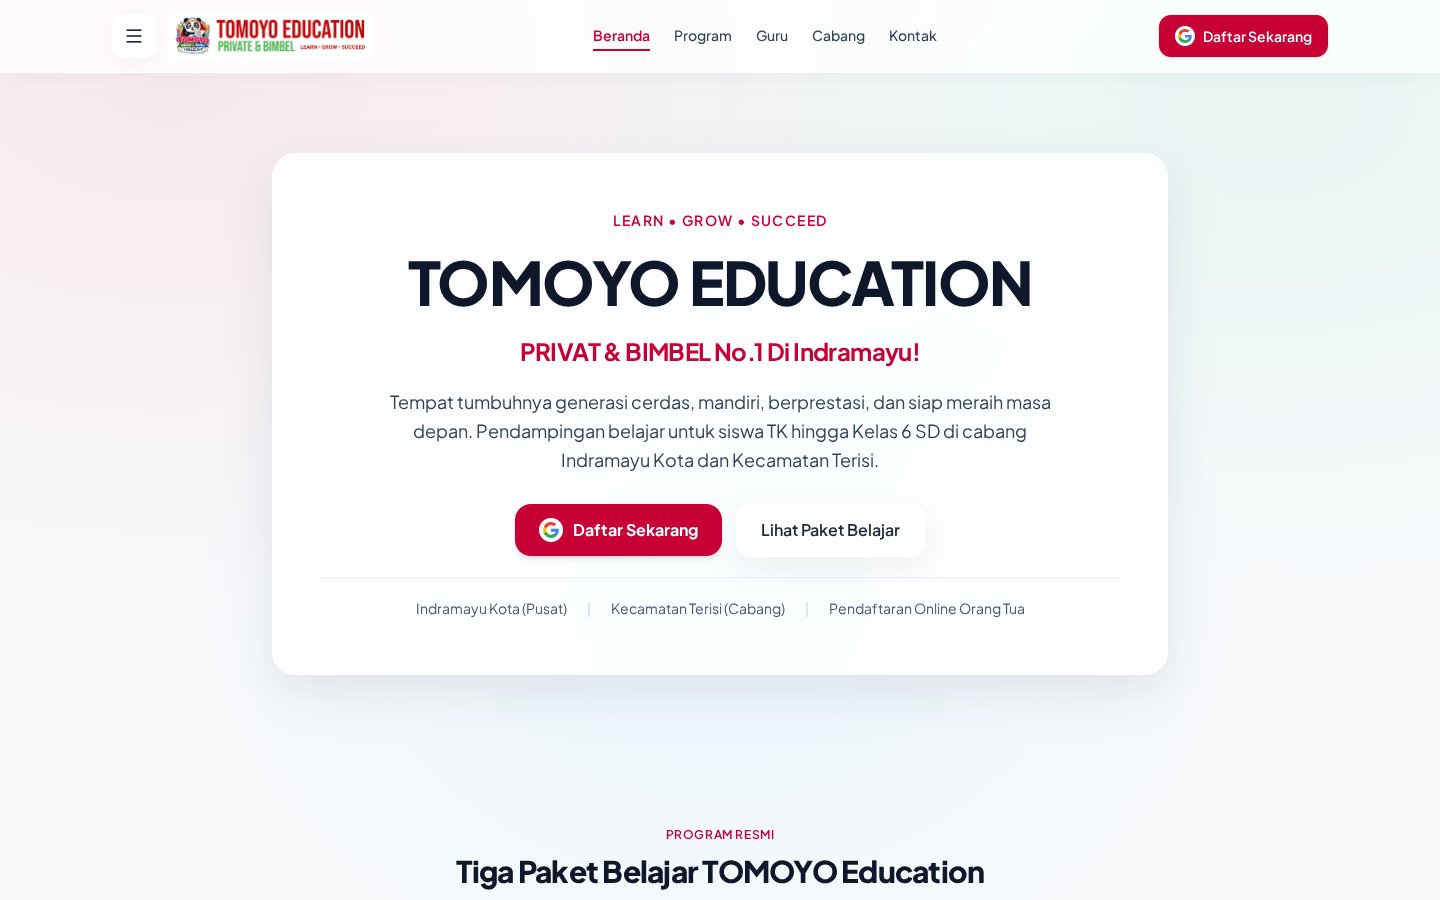 TOMOYO EDUCATION
PRIVATE & BIMBEL LEARN • GROW • SUCCEED
Beranda Program Guru Cabang Kontak
Daftar Sekarang
LEARN • GROW • SUCCEED
TOMOYO EDUCATION
PRIVAT & BIMBEL No.1 Di Indramayu!
Tempat tumbuhnya generasi cerdas, mandiri, berprestasi, dan siap meraih masa
depan. Pendampingan belajar untuk siswa TK hingga Kelas 6 SD di cabang
Indramayu Kota dan Kecamatan Terisi.
Daftar Sekarang
Lihat Paket Belajar
Indramayu Kota (Pusat) | Kecamatan Terisi (Cabang) | Pendaftaran Online Orang Tua
PROGRAM RESMI
Tiga Paket Belajar TOMOYO Education